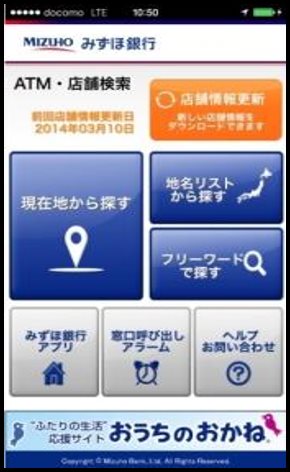 docomo LTE 10:50
MIZUHO みずほ銀行
ATM・店舗検索
前回店舗情報更新日
2014年03月10日
店舗情報更新
新しい店舗情報を
ダウンロードできます
現在地から探す
地名リスト
から探す
フリーワード
で探す
みずほ銀行
アプリ
窓口呼び出し
アラーム
ヘルプ
お問い合わせ
"ふたりの生活"
応援サイト
おうちのおかね
Copyright © Mizuho Bank, Ltd. All Rights Reserved.